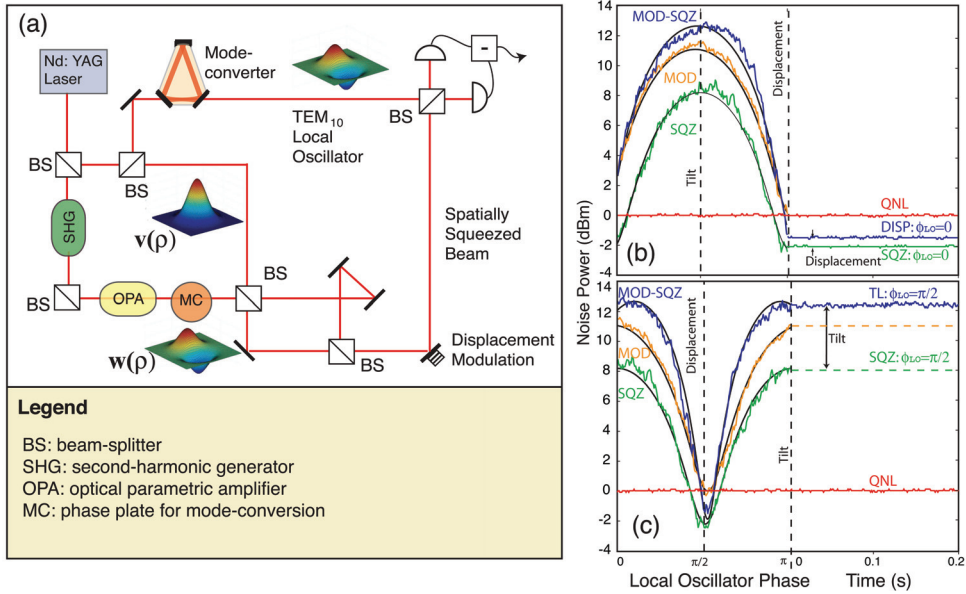 (a)
Nd: YAG
Laser
Mode-
converter
-
BS
TEM10
Local
Oscillator
BS
BS
v(ρ)
SHG
Spatially
Squeezed
Beam
BS
BS
OPA
MC
w(ρ)
BS
Displacement
Modulation
Legend
BS: beam-splitter
SHG: second-harmonic generator
OPA: optical parametric amplifier
MC: phase plate for mode-conversion
Noise Power (dBm)
14
12
10
8
6
4
2
0
-2
4
MOD-SQZ
MOD
SQZ
Tilt
Displacement
QNL
DISP: ϕLO=0
SQZ: ϕLO=0
Displacement
(b)
14
12
10
8
6
4
2
0
-2
-4
MOD-SQZ
MOD
SQZ
Displacement
Tilt
TL: ϕLO=π/2
Tilt
SQZ: ϕLO=π/2
QNL
(c)
π/2
π
0
0.1
0.2
Local Oscillator Phase
Time (s)